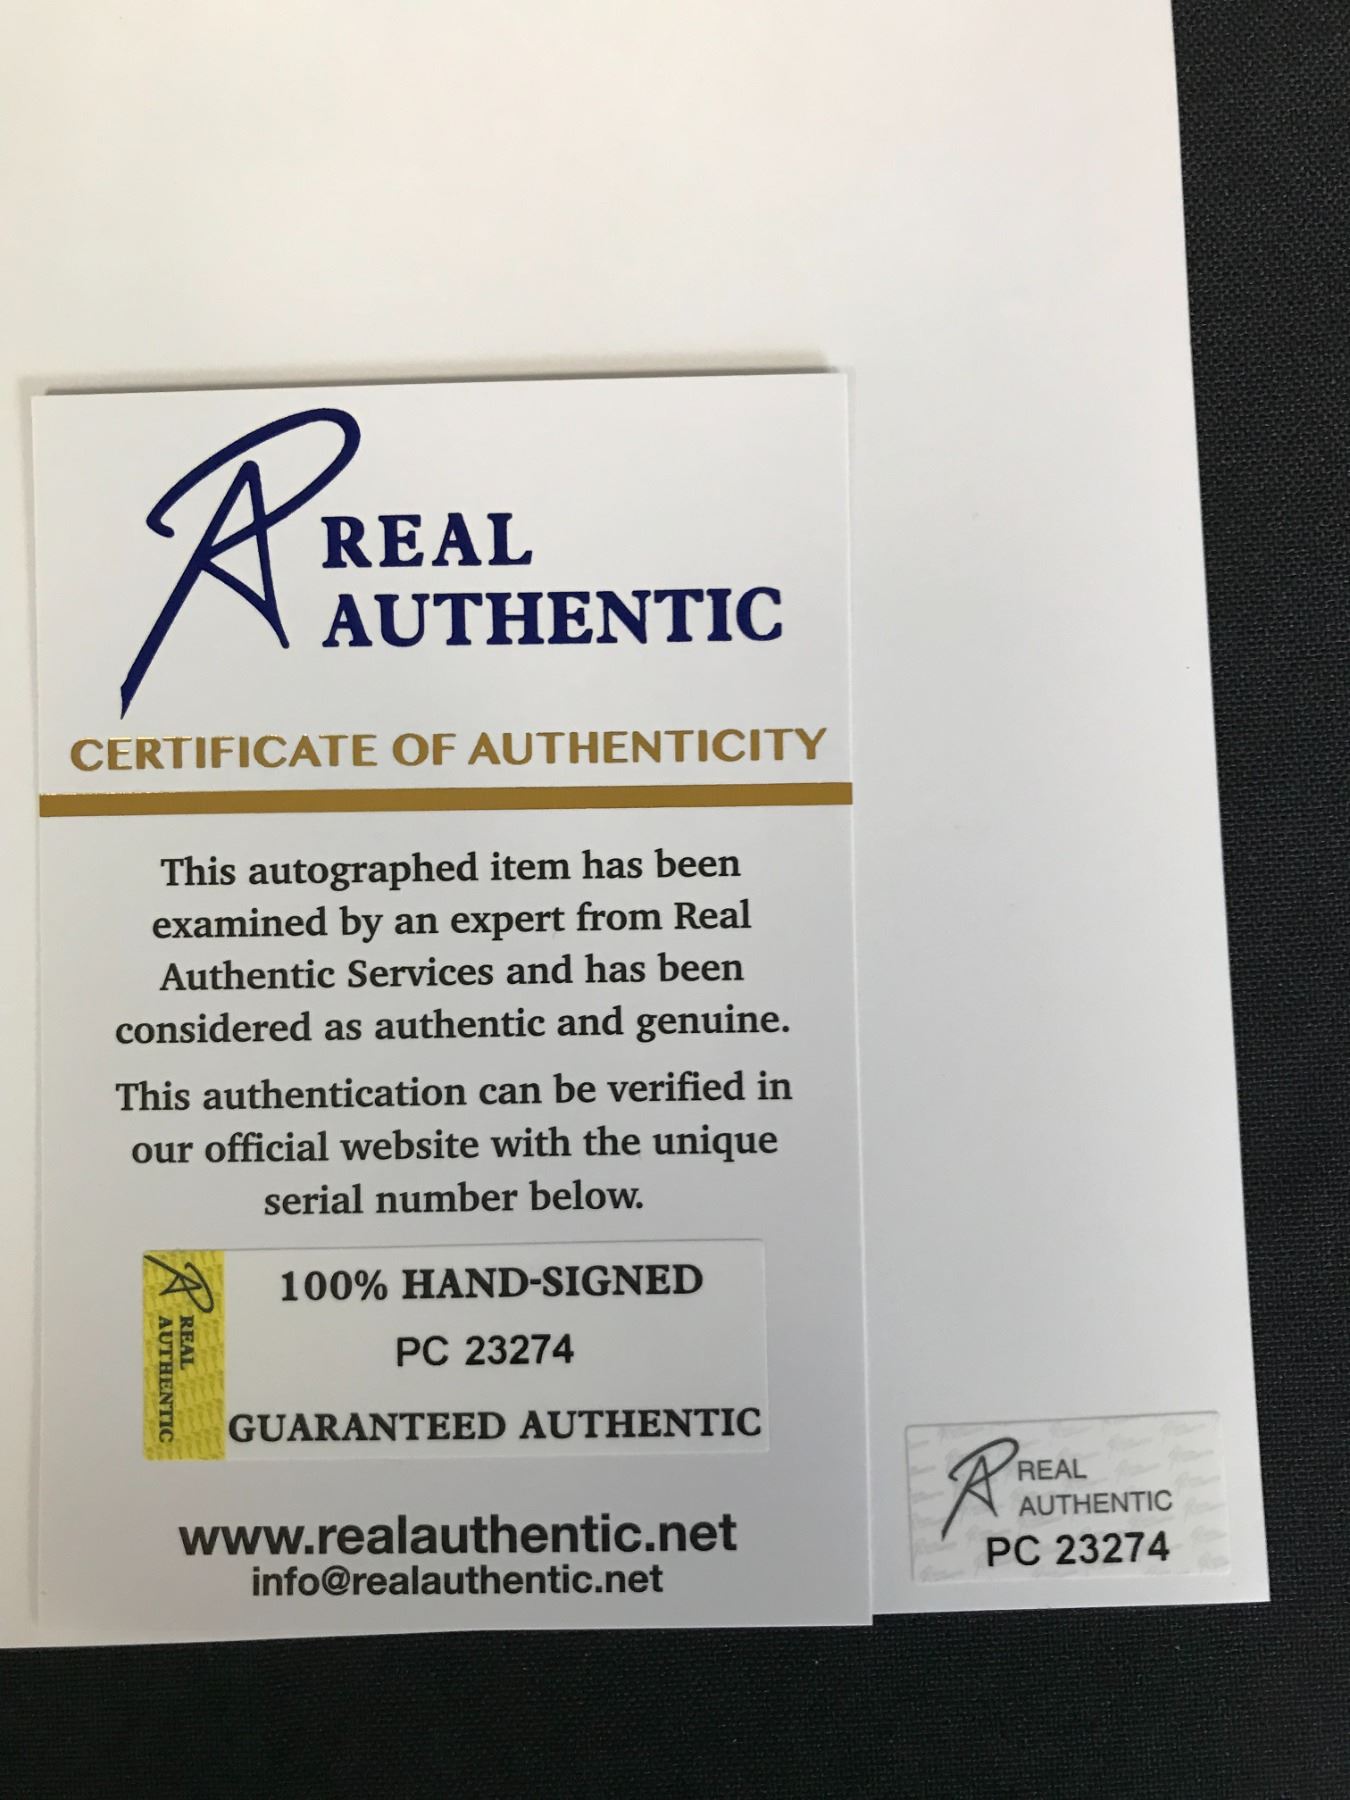 REAL
AUTHENTIC
CERTIFICATE OF AUTHENTICITY
This autographed item has been
examined by an expert from Real
Authentic Services and has been
considered as authentic and genuine.
This authentication can be verified in
our official website with the unique
serial number below.
REAL
AUTHENTIC
100% HAND-SIGNED
PC 23274
GUARANTEED AUTHENTIC
www.realauthentic.net
info@realauthentic.net
REAL
AUTHENTIC
PC 23274